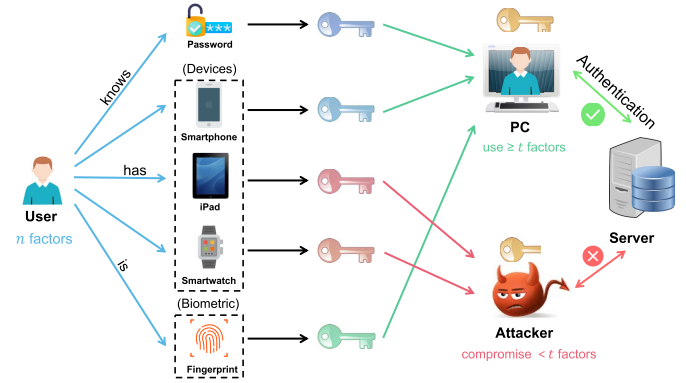 ***
Password
(Devices)
Smartphone
iPad
Smartwatch
(Biometric)
Fingerprint
knows
has
is
User
n factors
PC
use ≥ t factors
Authentication
Server
Attacker
compromise < t factors